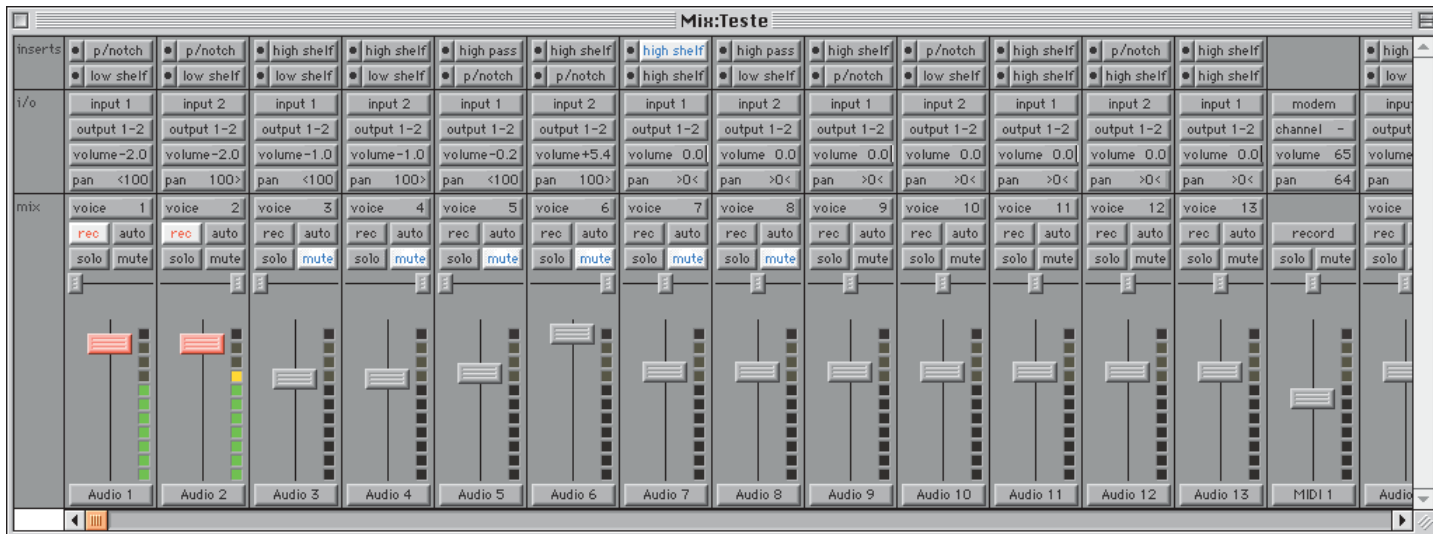 Mix:Teste
inserts p/notch p/notch high shelf high shelf high pass high shelf high shelf high pass high shelf p/notch high shelf p/notch high shelf high
low shelf low shelf low shelf low shelf p/notch p/notch high shelf low shelf p/notch low shelf high shelf high shelf high shelf low
i/o input 1 input 2 input 1 input 2 input 1 input 2 input 1 input 2 input 1 input 2 input 1 input 2 input 1 modem inpu
output 1-2 output 1-2 output 1-2 output 1-2 output 1-2 output 1-2 output 1-2 output 1-2 output 1-2 output 1-2 output 1-2 output 1-2 output 1-2 channel - output
volume-2.0 volume-2.0 volume-1.0 volume-1.0 volume-0.2 volume+5.4 volume 0.0 volume 0.0 volume 0.0 volume 0.0 volume 0.0 volume 0.0 volume 0.0 volume 65 volume
pan <100 pan 100> pan <100 pan 100> pan <100 pan 100> pan >0< pan >0< pan >0< pan >0< pan >0< pan >0< pan >0< pan 64 pan
mix voice 1 voice 2 voice 3 voice 4 voice 5 voice 6 voice 7 voice 8 voice 9 voice 10 voice 11 voice 12 voice 13 voice
rec auto rec auto rec auto rec auto rec auto rec auto rec auto rec auto rec auto rec auto rec auto rec auto rec auto record rec
solo mute solo mute solo mute solo mute solo mute solo mute solo mute solo mute solo mute solo mute solo mute solo mute solo mute solo mute solo
Audio 1 Audio 2 Audio 3 Audio 4 Audio 5 Audio 6 Audio 7 Audio 8 Audio 9 Audio 10 Audio 11 Audio 12 Audio 13 MIDI 1 Audio